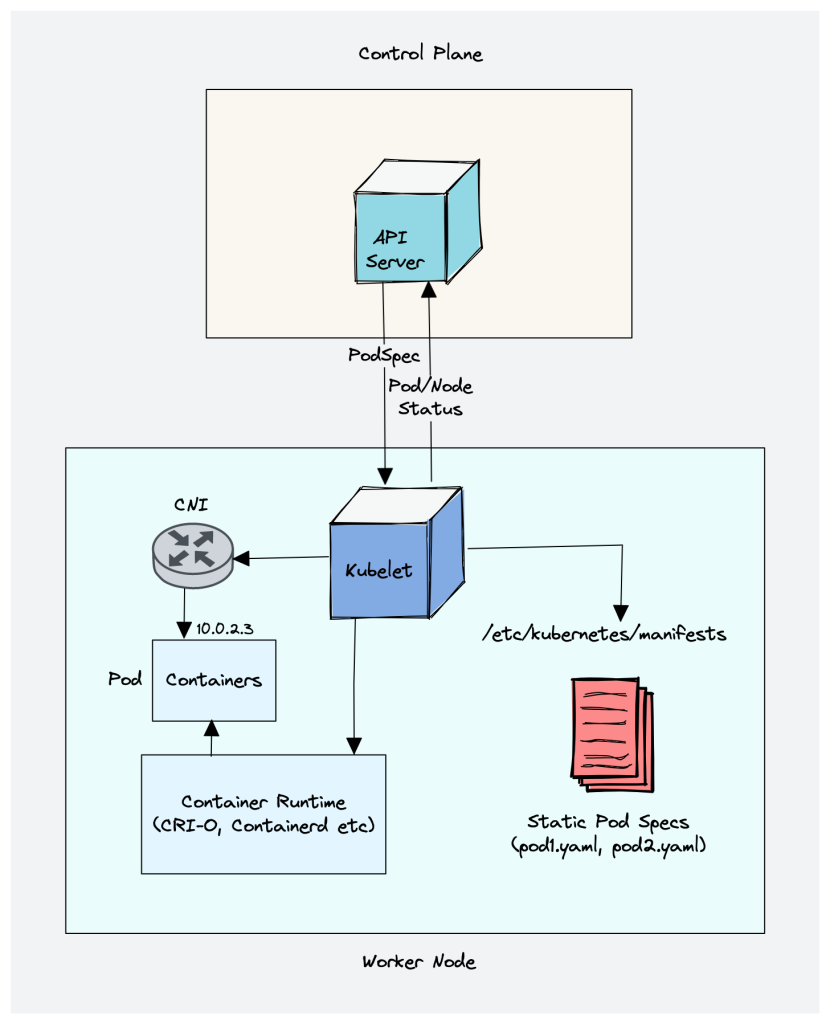 Control Plane
API
Server
PodSpec
Pod/Node
Status
CNI
Kubelet
10.0.2.3
/etc/kubernetes/manifests
Pod
Containers
Container Runtime
(CRI-O, Containerd etc)
Static Pod Specs
(pod1.yaml, pod2.yaml)
Worker Node